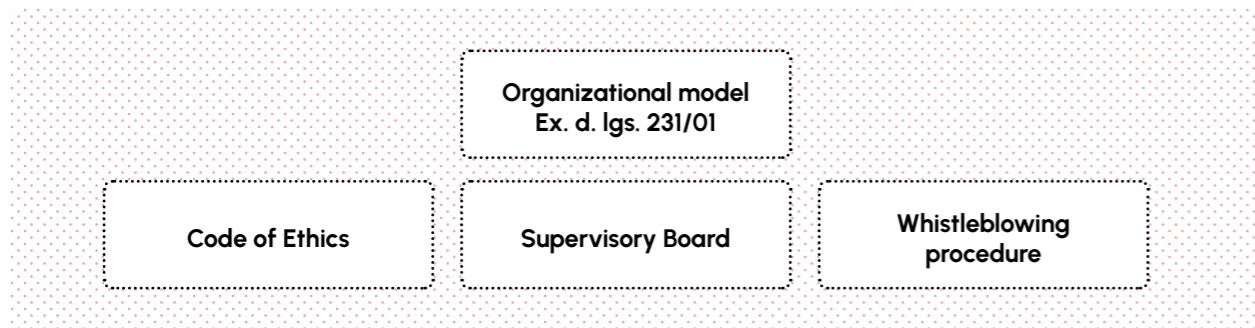 Organizational model
Ex. d. lgs. 231/01
Code of Ethics
Supervisory Board
Whistleblowing
procedure